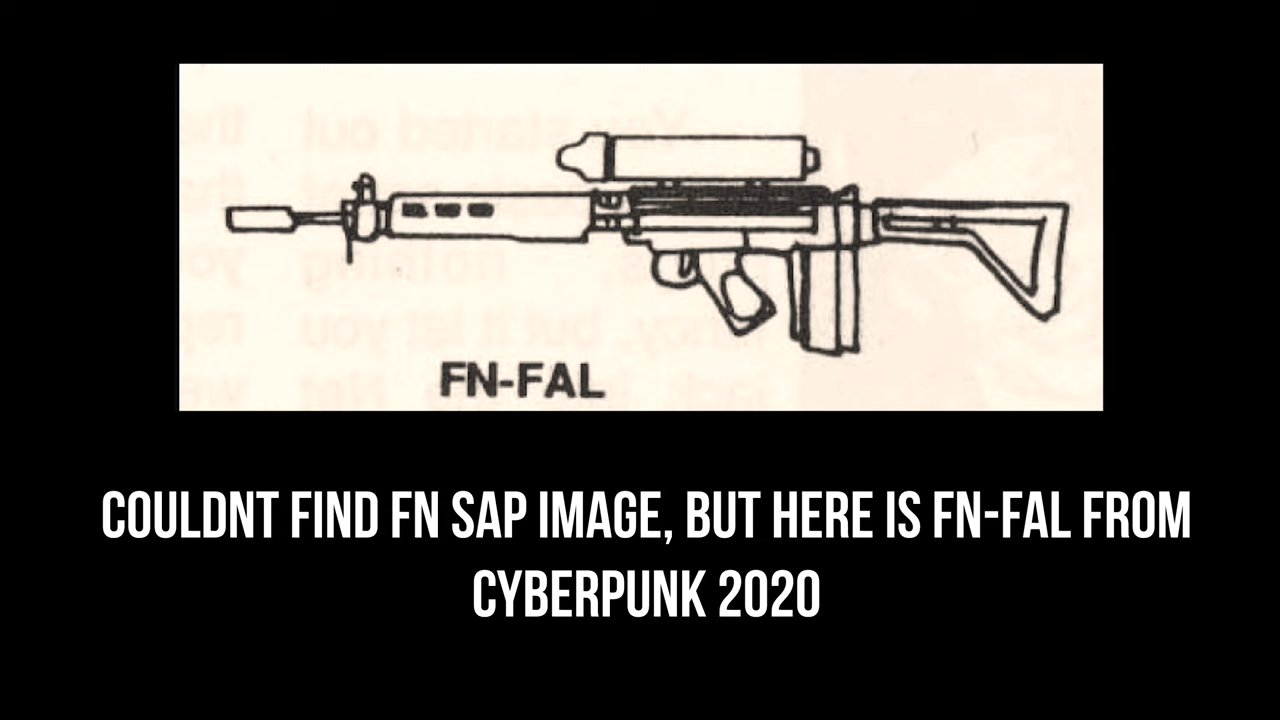 FN-FAL
COULDNT FIND FN SAP IMAGE, BUT HERE IS FN-FAL FROM
CYBERPUNK 2020